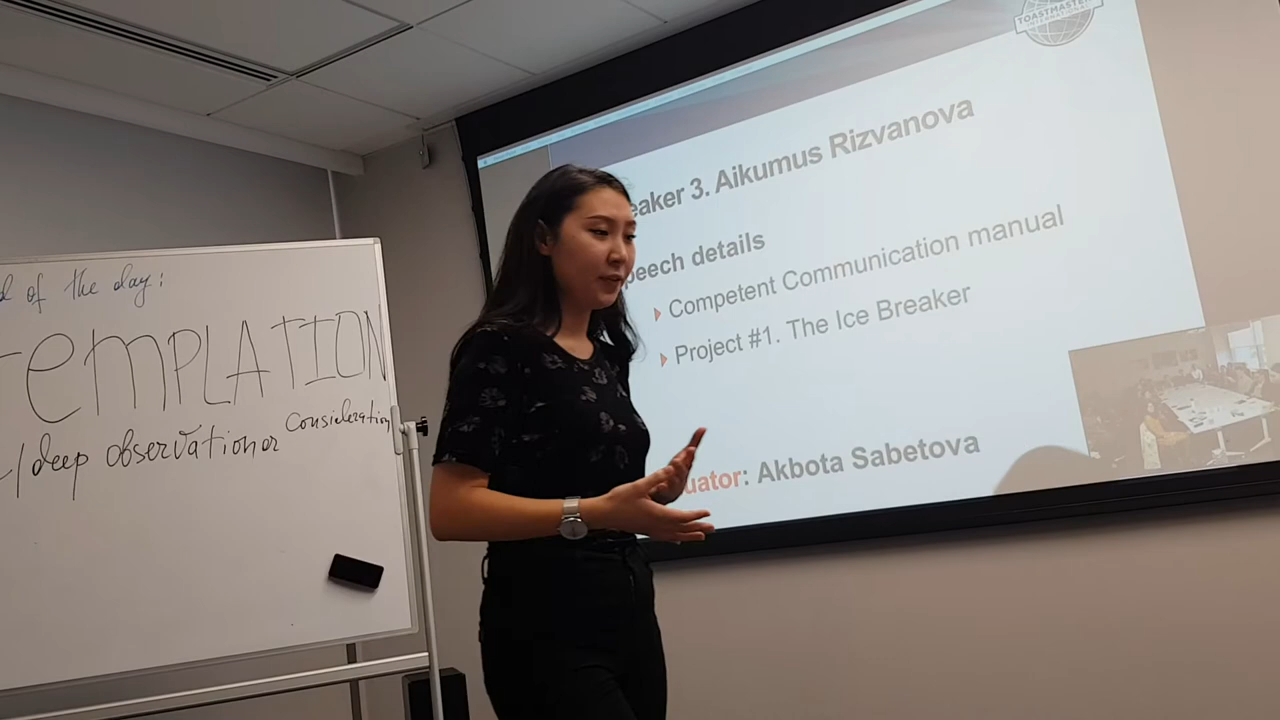 d of the day:
TeMPLATION
/deep observation or consideration
TOASTMASTERS
INTERNATIONAL
eaker 3. Aikumus Rizvanova
peech details
Competent Communication manual
Project #1. The Ice Breaker
uator: Akbota Sabetova